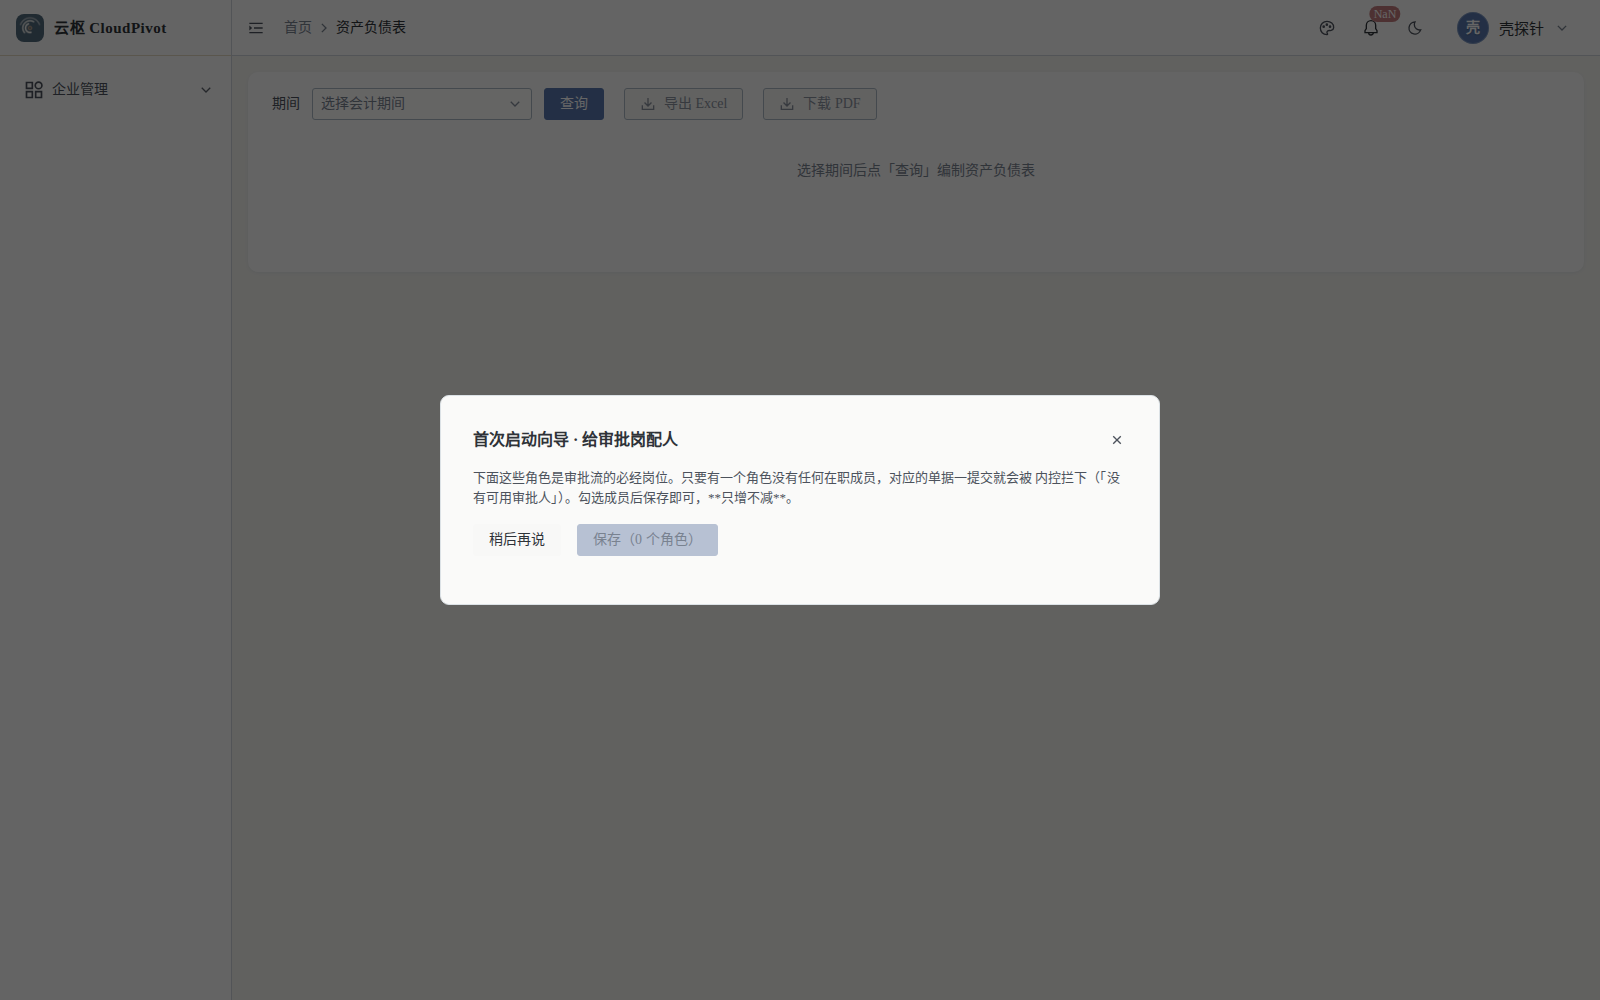 云枢 CloudPivot
首页 > 资产负债表
NaN
壳 壳探针
企业管理
期间 选择会计期间 查询 导出 Excel 下载 PDF
选择期间后点「查询」编制资产负债表
首次启动向导 · 给审批岗配人
下面这些角色是审批流的必经岗位。只要有一个角色没有任何在职成员，对应的单据一提交就会被 内控拦下（「没
有可用审批人」）。勾选成员后保存即可，**只增不减**。
稍后再说 保存（0 个角色）